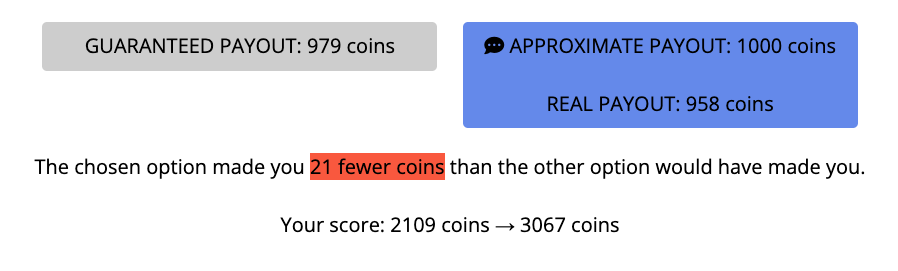 GUARANTEED PAYOUT: 979 coins
APPROXIMATE PAYOUT: 1000 coins
REAL PAYOUT: 958 coins
The chosen option made you 21 fewer coins than the other option would have made you.
Your score: 2109 coins → 3067 coins